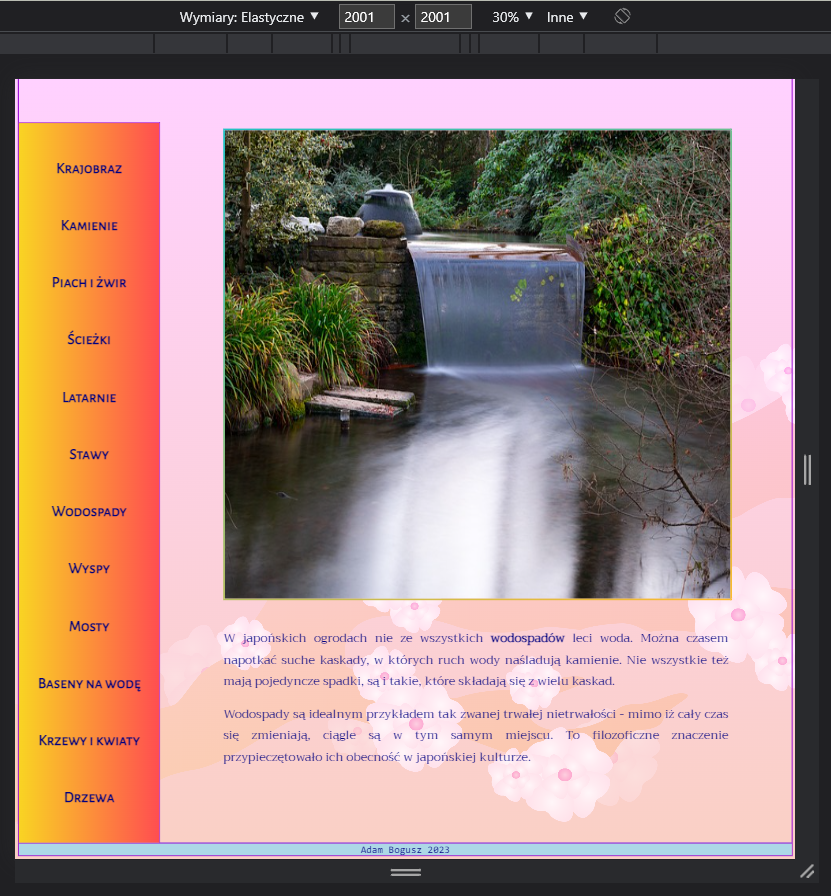 Wymiary: Elastyczne ▼ 2001 × 2001 30% ▼ Inne ▼
Krajobraz
Kamienie
Piach i żwir
Ścieżki
Latarnie
Stawy
Wodospady
Wyspy
Mosty
Baseny na wodę
Krzewy i kwiaty
Drzewa
W japońskich ogrodach nie ze wszystkich wodospadów leci woda. Można czasem
napotkać suche kaskady, w których ruch wody naśladują kamienie. Nie wszystkie też
mają pojedyncze spadki, są i takie, które składają się z wielu kaskad.
Wodospady są idealnym przykładem tak zwanej trwałej nietrwałości - mimo iż cały czas
się zmieniają, ciągle są w tym samym miejscu. To filozoficzne znaczenie
przypieczętowało ich obecność w japońskiej kulturze.
Adam Bogusz 2023